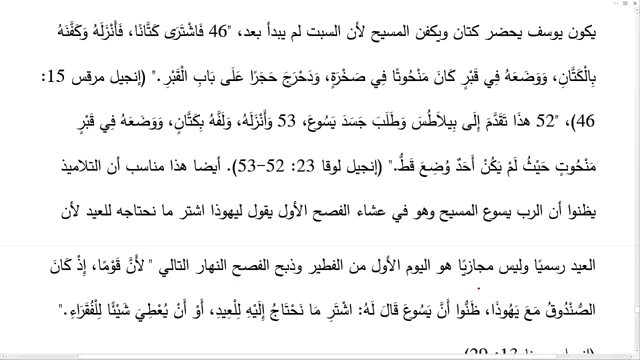 يكون يوسف يحضر كتان ويكفن المسيح لأن السبت لم يبدأ بعد، "46 فَاشْتَرَى كَتَّانًا، فَأَنْزَلَهُ وَكَفَّنَهُ
بِالْكَتَّانِ، وَوَضَعَهُ فِي قَبْرٍ كَانَ مَنْحُوتًا فِي صَخْرَةٍ، وَدَحْرَجَ حَجَرًا عَلَى بَابِ الْقَبْرِ." (إنجيل مرقس 15:
46)، "52 هذَا تَقَدَّمَ إِلَى بِيلاَطُسَ وَطَلَبَ جَسَدَ يَسُوعَ، 53 وَأَنْزَلَهُ، وَلَفَّهُ بِكَتَّانٍ، وَوَضَعَهُ فِي قَبْرٍ
مَنْحُوتٍ حَيْثُ لَمْ يَكُنْ أَحَدٌ وُضِعَ قَطُّ." (إنجيل لوقا 23: 52-53). أيضا هذا مناسب أن التلاميذ
يظنوا أن الرب يسوع المسيح وهو في عشاء الفصح الأول يقول ليهوذا اشتر ما نحتاجه للعيد لأن
العيد رسميًا وليس مجازيًا هو اليوم الأول من الفطير وذبح الفصح النهار التالي " لأَنَّ قَوْمًا، إِذْ كَانَ
الصُّنْدُوقُ مَعَ يَهُوذَا، ظَنُّوا أَنَّ يَسُوعَ قَالَ لَهُ: اشْتَرِ مَا نَحْتَاجُ إِلَيْهِ لِلْعِيدِ، أَوْ أَنْ يُعْطِيَ شَيْئًا لِلْفُقَرَاءِ."